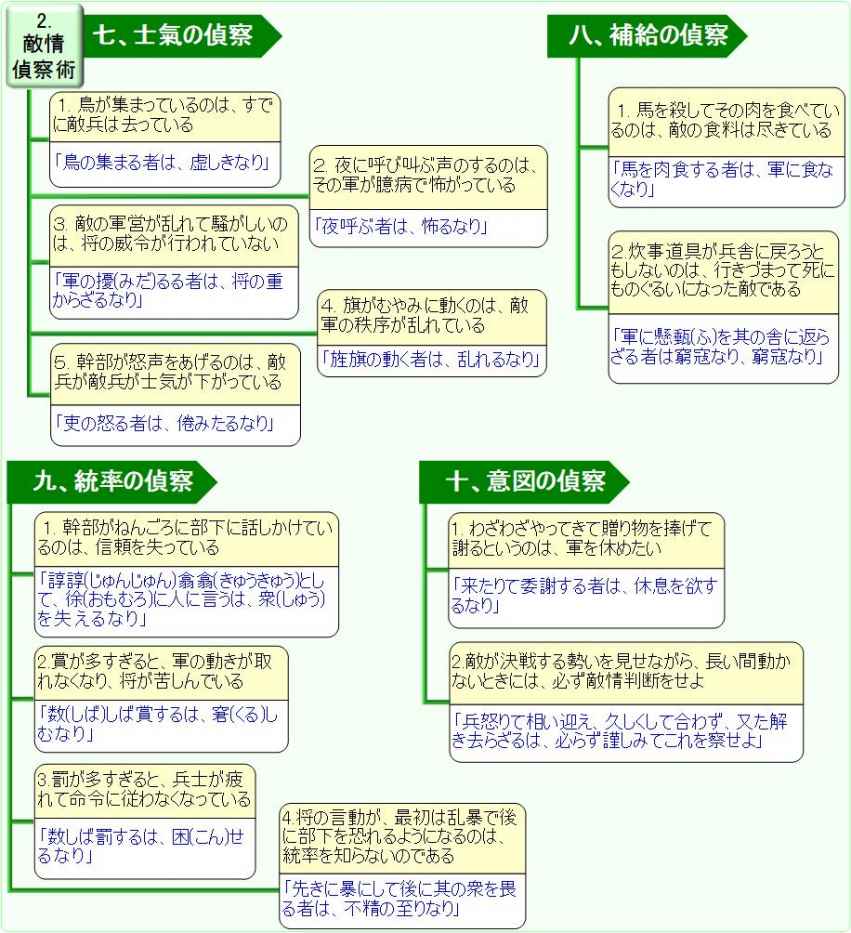 2.
敵情
偵察術
七、士氣の偵察
1. 鳥が集まっているのは、すで
に敵兵は去っている
「鳥の集まる者は、虚しきなり」
2. 夜に呼び叫ぶ声のするのは、
その軍が臆病で怖がっている
「夜呼ぶ者は、怖るなり」
3. 敵の軍営が乱れて騒がしいの
は、将の威令が行われていない
「軍の擾(みだ)るる者は、将の重
からざるなり」
4. 旗がむやみに動くのは、敵
軍の秩序が乱れている
「旌旗の動く者は、乱れるなり」
5. 幹部が怒声をあげるのは、敵
兵が敵兵が士気が下がっている
「吏の怒る者は、倦みたるなり」
八、補給の偵察
1. 馬を殺してその肉を食べてい
るのは、敵の食料は尽きている
「馬を肉食する者は、軍に食な
くなり」
2.炊事道具が兵舎に戻ろうと
もしないのは、行きづまって死に
ものぐるいになった敵である
「軍に懸缻(ふ)を其の舎に返ら
ざる者は窮寇なり、窮寇なり」
九、統率の偵察
1. 幹部がねんごろに部下に話しかけてい
るのは、信頼を失っている
「諄諄(じゅんじゅん)翕翕(きゅうきゅう)とし
て、徐(おもむろ)に人に言うは、衆(しゅう)
を失えるなり」
2.賞が多すぎると、軍の動きが取
れなくなり、将が苦しんでいる
「数(しば)しば賞するは、窘(くる)し
むなり」
3.罰が多すぎると、兵士が疲
れて命令に従わなくなっている
「数しば罰するは、困(こん)せ
るなり」
4.将の言動が、最初は乱暴で後
に部下を恐れるようになるのは、
統率を知らないのである
「先きに暴にして後に其の衆を畏
る者は、不精の至りなり」
十、意図の偵察
1. わざわざやってきて贈り物を捧げて
謝るというのは、軍を休めたい
「来たりて委謝する者は、休息を欲す
るなり」
2.敵が決戦する勢いを見せながら、長い間動か
ないときには、必ず敵情判断をせよ
「兵怒りて相い迎え、久しくして合わず、又た解
き去らざるは、必らず謹しみてこれを察せよ」